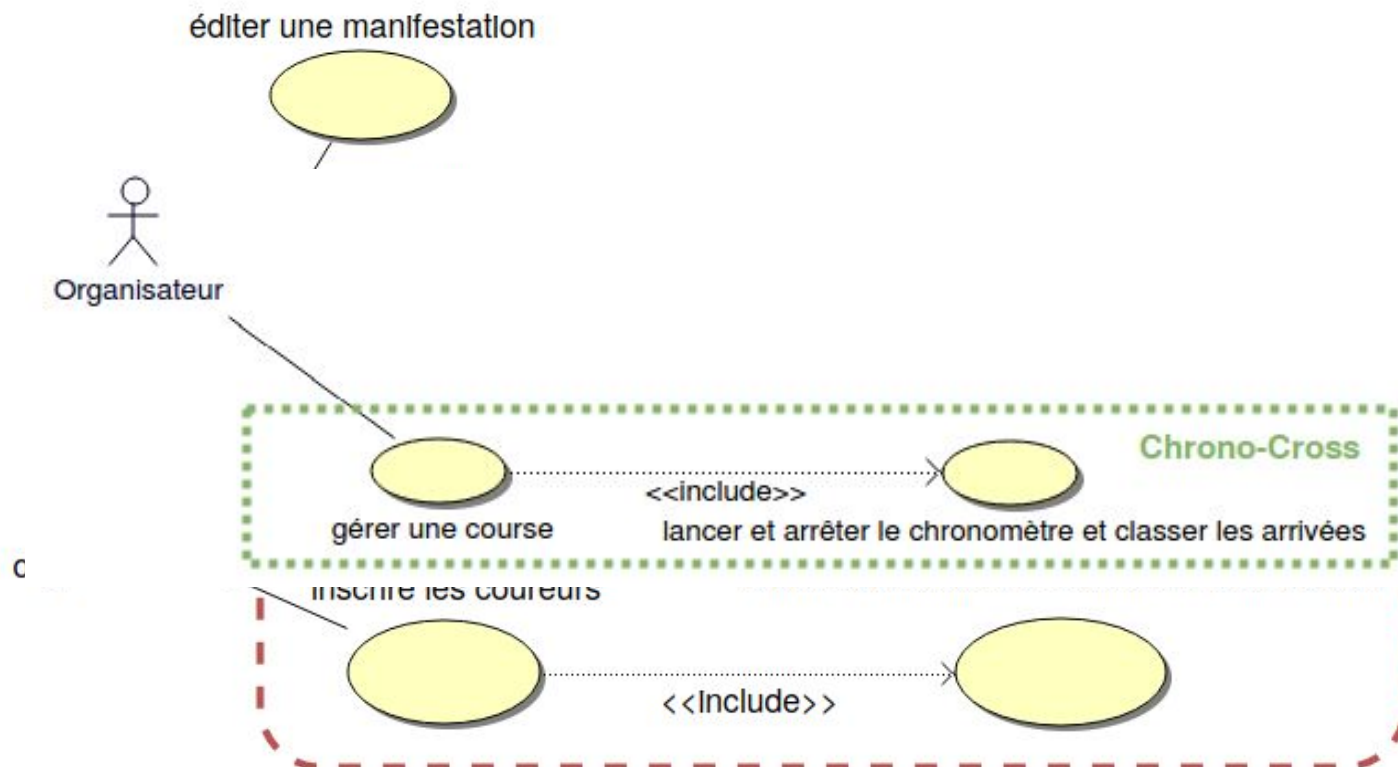 éditer une manifestation
Organisateur
Chrono-Cross
<<include>>
gérer une course
lancer et arrêter le chronomètre et classer les arrivées
inscrire les coureurs
<<include>>